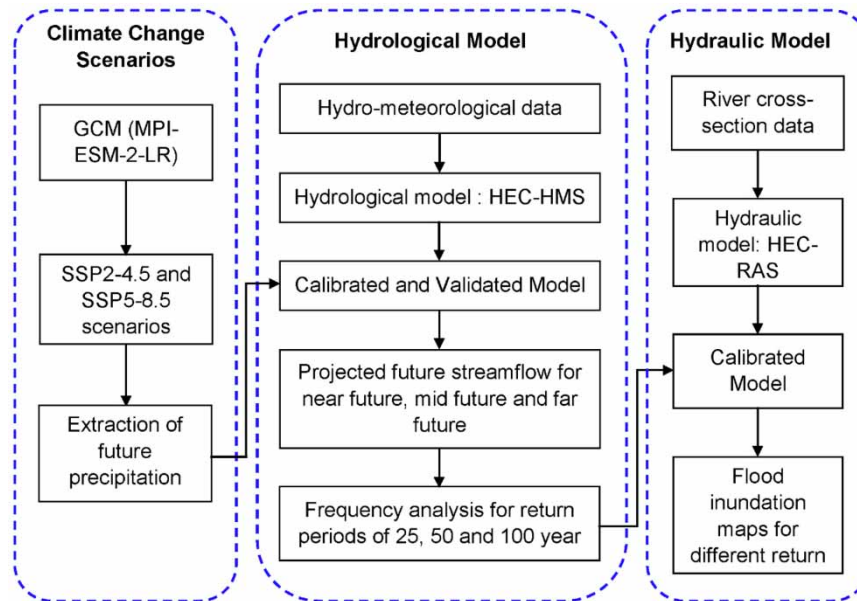 Climate Change
Scenarios
GCM (MPI-
ESM-2-LR)
SSP2-4.5 and
SSP5-8.5
scenarios
Extraction of
future
precipitation
Hydrological Model
Hydro-meteorological data
Hydrological model : HEC-HMS
Calibrated and Validated Model
Projected future streamflow for
near future, mid future and far
future
Frequency analysis for return
periods of 25, 50 and 100 year
Hydraulic Model
River cross-
section data
Hydraulic
model: HEC-
RAS
Calibrated
Model
Flood
inundation
maps for
different return